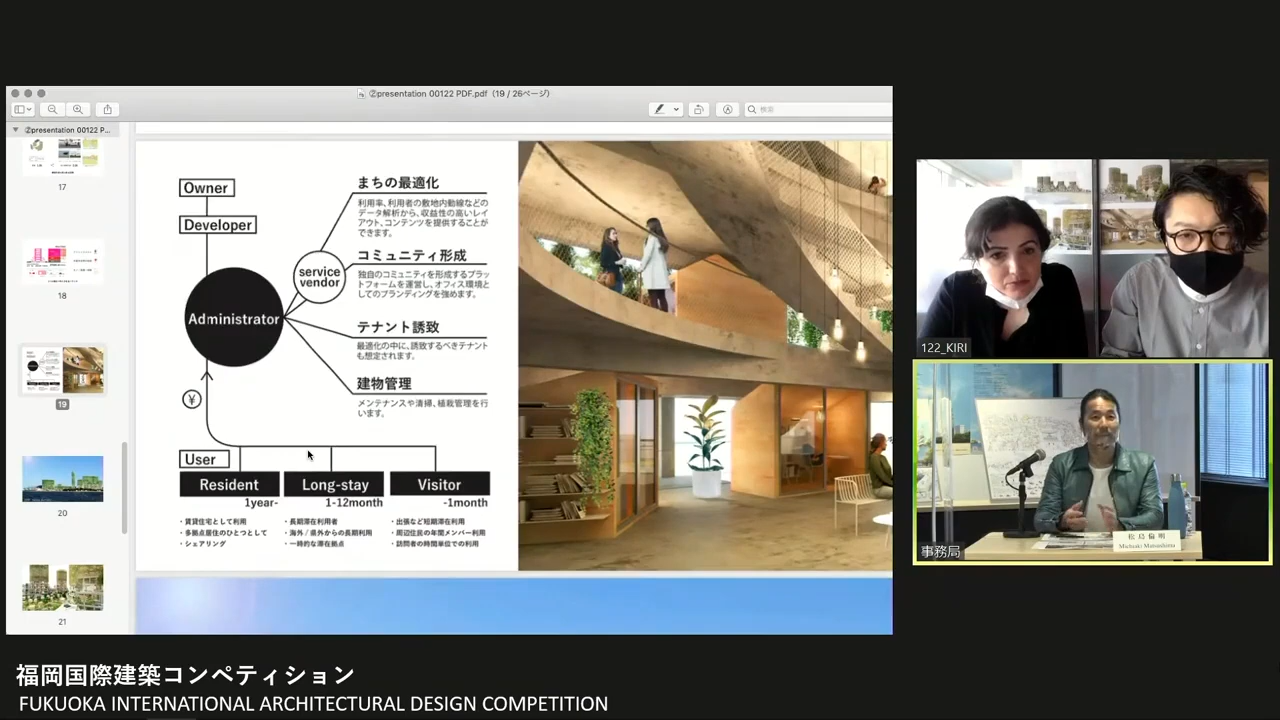 ②presentation 00122 PDF.pdf（19 / 26ページ）
検索
②presentation 00122 P...
17
18
19
20
21
Owner
Developer
Administrator
service
vendor
¥
まちの最適化
利用率、利用者の敷地内動線などの
データ解析から、収益性の高いレイ
アウト、コンテンツを提供することが
できます。
コミュニティ形成
独自のコミュニティを形成するプラッ
トフォームを運営し、オフィス環境と
してのブランディングを強めます。
テナント誘致
最適化の中に、誘致するべきテナント
も想定されます。
建物管理
メンテナンスや清掃、植栽管理を行
います。
User
Resident
Long-stay
Visitor
1year-
1-12month
-1month
・賃貸住宅として利用
・多拠点居住のひとつとして
・シェアリング
・長期滞在利用者
・海外 / 県外からの長期利用
・一時的な滞在拠点
・出張など短期滞在利用
・周辺住民の年間メンバー利用
・訪問者の時間単位での利用
122_KIRI
事務局
松島倫明
Michiaki Matsushima
福岡国際建築コンペティション
FUKUOKA INTERNATIONAL ARCHITECTURAL DESIGN COMPETITION